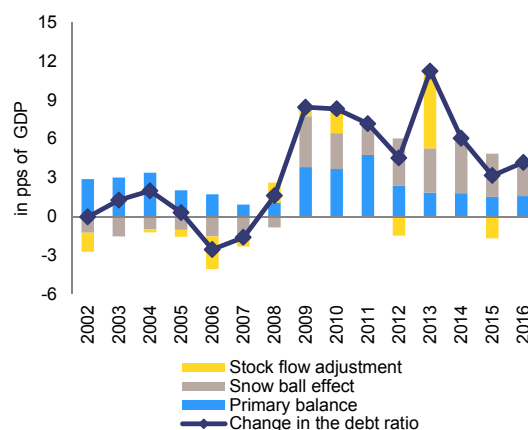 in pps of GDP
15
12
9
6
3
0
-3
-6
2002 2003 2004 2005 2006 2007 2008 2009 2010 2011 2012 2013 2014 2015 2016
Stock flow adjustment
Snow ball effect
Primary balance
Change in the debt ratio